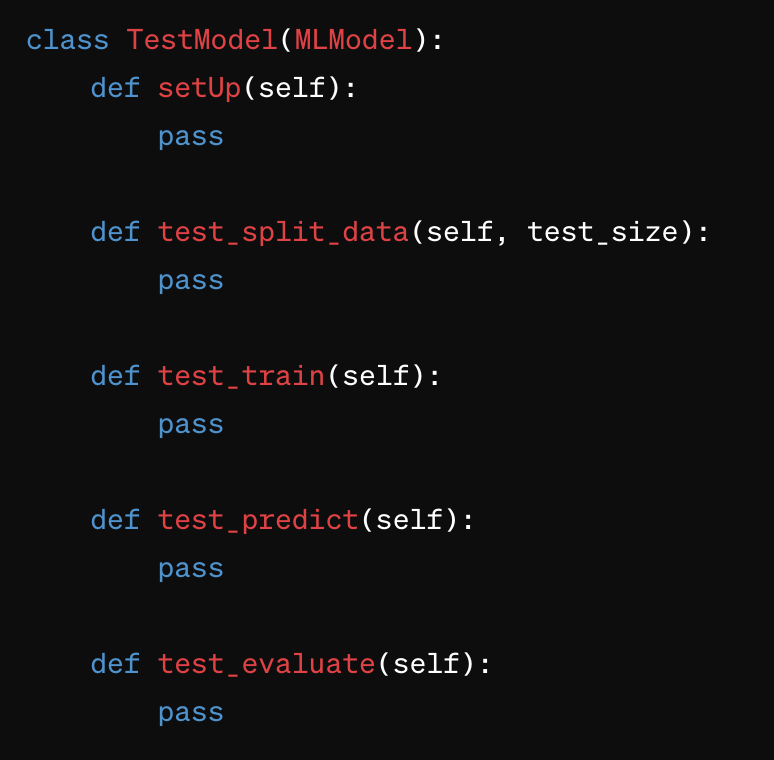 class TestModel(MLModel):
    def setUp(self):
        pass

    def test_split_data(self, test_size):
        pass

    def test_train(self):
        pass

    def test_predict(self):
        pass

    def test_evaluate(self):
        pass